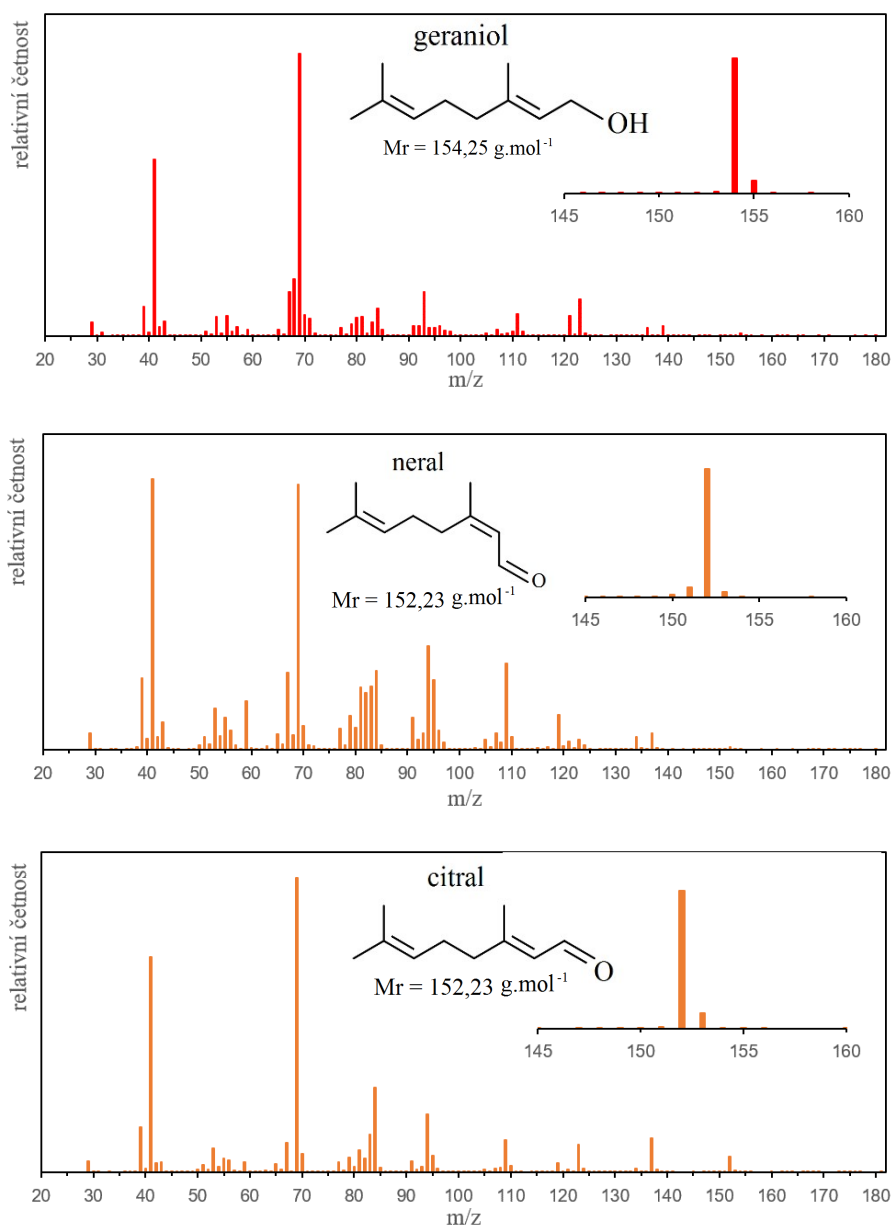 geraniol
OH
Mr = 154,25 g.mol-1
relativní četnost
145 150 155 160
20 30 40 50 60 70 80 90 100 110 120 130 140 150 160 170 180
m/z
neral
O
Mr = 152,23 g.mol-1
relativní četnost
145 150 155 160
20 30 40 50 60 70 80 90 100 110 120 130 140 150 160 170 180
m/z
citral
O
Mr = 152,23 g.mol-1
relativní četnost
145 150 155 160
20 30 40 50 60 70 80 90 100 110 120 130 140 150 160 170 180
m/z